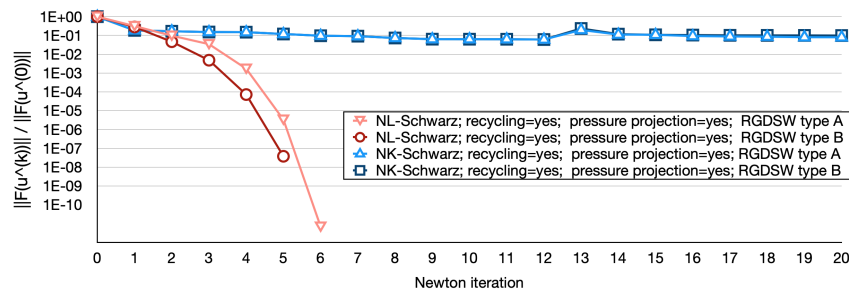 ||F(u^(k))|| / ||F(u^(0))||
1E+00
1E-01
1E-02
1E-03
1E-04
1E-05
1E-06
1E-07
1E-08
1E-09
1E-10
NL-Schwarz; recycling=yes; pressure projection=yes; RGDSW type A
NL-Schwarz; recycling=yes; pressure projection=yes; RGDSW type B
NK-Schwarz; recycling=yes; pressure projection=yes; RGDSW type A
NK-Schwarz; recycling=yes; pressure projection=yes; RGDSW type B
0 1 2 3 4 5 6 7 8 9 10 11 12 13 14 15 16 17 18 19 20
Newton iteration